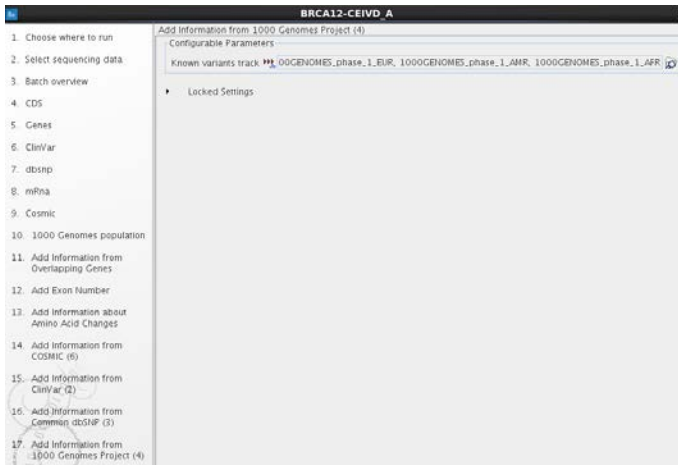 BRCA12-CEIVD_A
1. Choose where to run
2. Select sequencing data
3. Batch overview
4. CDS
5. Genes
6. ClinVar
7. dbsnp
8. mRna
9. Cosmic
10. 1000 Genomes population
11. Add Information from
Overlapping Genes
12. Add Exon Number
13. Add Information about
Amino Acid Changes
14. Add Information from
COSMIC (6)
15. Add Information from
ClinVar (2)
16. Add Information from
Common dbSNP (3)
17. Add Information from
1000 Genomes Project (4)
Add Information from 1000 Genomes Project (4)
Configurable Parameters
Known variants track 00GENOMES_phase_1_EUR, 1000GENOMES_phase_1_AMR, 1000GENOMES_phase_1_AFR
Locked Settings